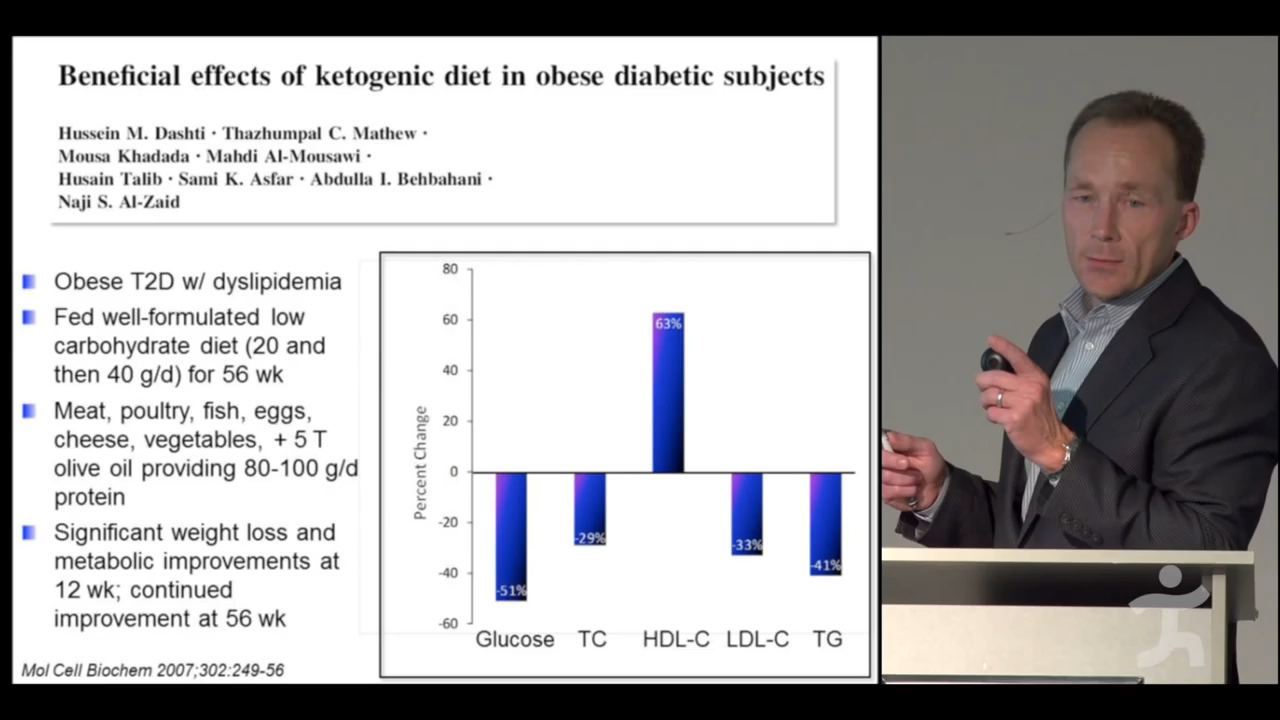 Beneficial effects of ketogenic diet in obese diabetic subjects
Hussein M. Dashti · Thazhumpal C. Mathew ·
Mousa Khadada · Mahdi Al-Mousawi ·
Husain Talib · Sami K. Asfar · Abdulla I. Behbahani ·
Naji S. Al-Zaid
Obese T2D w/ dyslipidemia
Fed well-formulated low
carbohydrate diet (20 and
then 40 g/d) for 56 wk
Meat, poultry, fish, eggs,
cheese, vegetables, + 5 T
olive oil providing 80-100 g/d
protein
Significant weight loss and
metabolic improvements at
12 wk; continued
improvement at 56 wk
Mol Cell Biochem 2007;302:249-56
Percent Change
80
60
40
20
0
-20
-40
-60
63%
-51%
-29%
-33%
-41%
Glucose TC HDL-C LDL-C TG